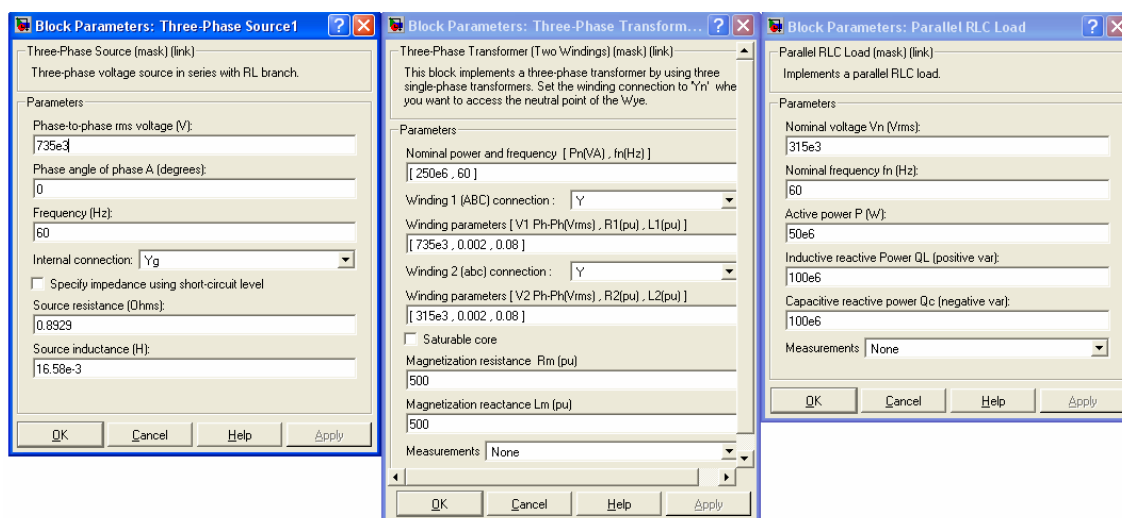 Block Parameters: Three-Phase Source1
Three-Phase Source (mask) (link)
Three-phase voltage source in series with RL branch.
Parameters
Phase-to-phase rms voltage (V):
735e3
Phase angle of phase A (degrees):
0
Frequency (Hz):
60
Internal connection: Yg
Specify impedance using short-circuit level
Source resistance (Ohms):
0.8929
Source inductance (H):
16.58e-3
OK Cancel Help Apply
Block Parameters: Three-Phase Transform...
Three-Phase Transformer (Two Windings) (mask) (link)
This block implements a three-phase transformer by using three
single-phase transformers. Set the winding connection to 'Yn' whe
you want to access the neutral point of the Wye.
Parameters
Nominal power and frequency [ Pn(VA) , fn(Hz) ]
[ 250e6 , 60 ]
Winding 1 (ABC) connection : Y
Winding parameters [ V1 Ph-Ph(Vrms) , R1(pu) , L1(pu) ]
[ 735e3 , 0.002 , 0.08 ]
Winding 2 (abc) connection : Y
Winding parameters [ V2 Ph-Ph(Vrms) , R2(pu) , L2(pu) ]
[ 315e3 , 0.002 , 0.08 ]
Saturable core
Magnetization resistance Rm (pu)
500
Magnetization reactance Lm (pu)
500
Measurements None
OK Cancel Help Apply
Block Parameters: Parallel RLC Load
Parallel RLC Load (mask) (link)
Implements a parallel RLC load.
Parameters
Nominal voltage Vn (Vrms):
315e3
Nominal frequency fn (Hz):
60
Active power P (W):
50e6
Inductive reactive Power QL (positive var):
100e6
Capacitive reactive power Qc (negative var):
100e6
Measurements None
OK Cancel Help Apply